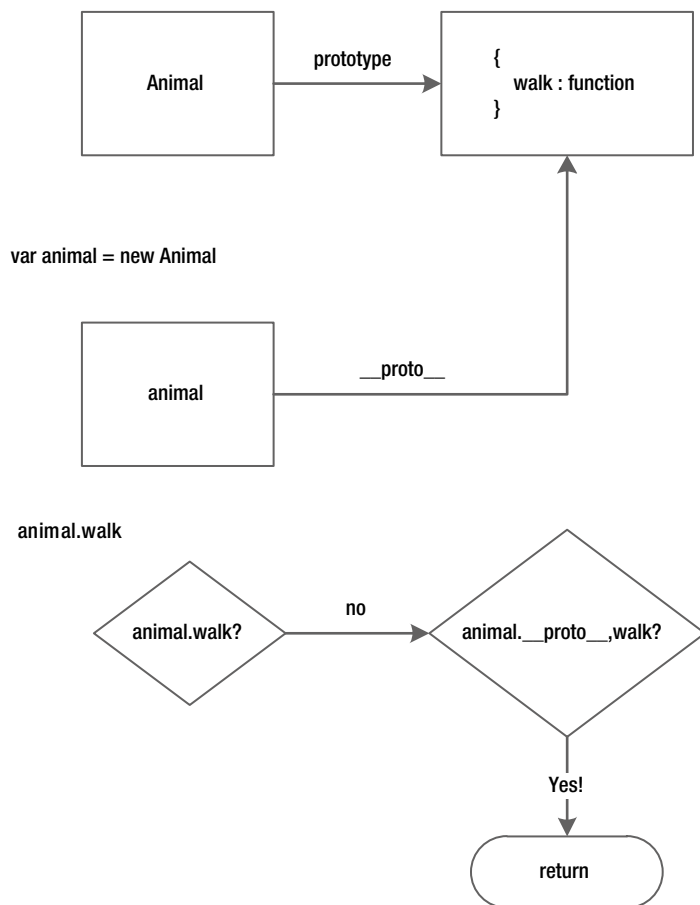 Animal
prototype
{
walk : function
}
var animal = new Animal
animal
__proto__
animal.walk
animal.walk?
no
animal.__proto__,walk?
Yes!
return